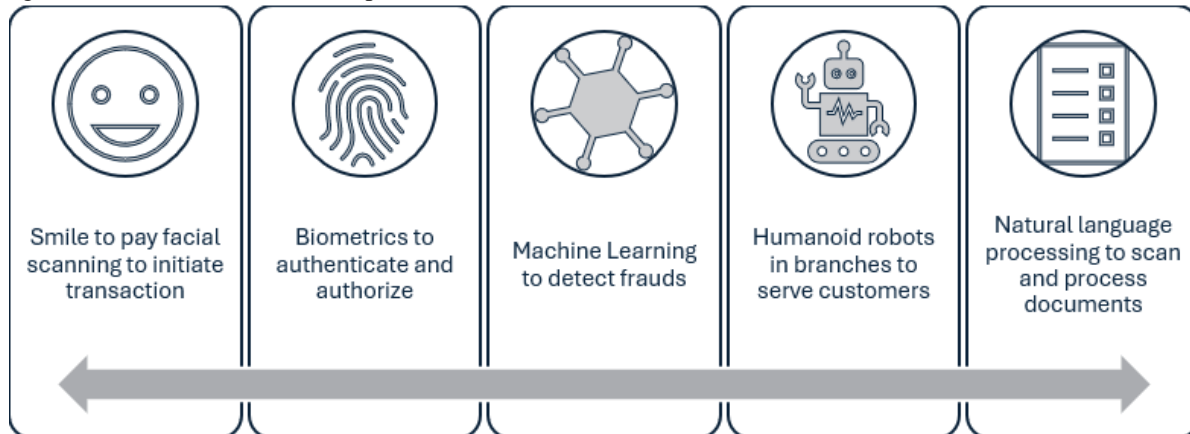 Smile to pay facial
scanning to initiate
transaction
Biometrics to
authenticate and
authorize
Machine Learning
to detect frauds
Humanoid robots
in branches to
serve customers
Natural language
processing to scan
and process
documents